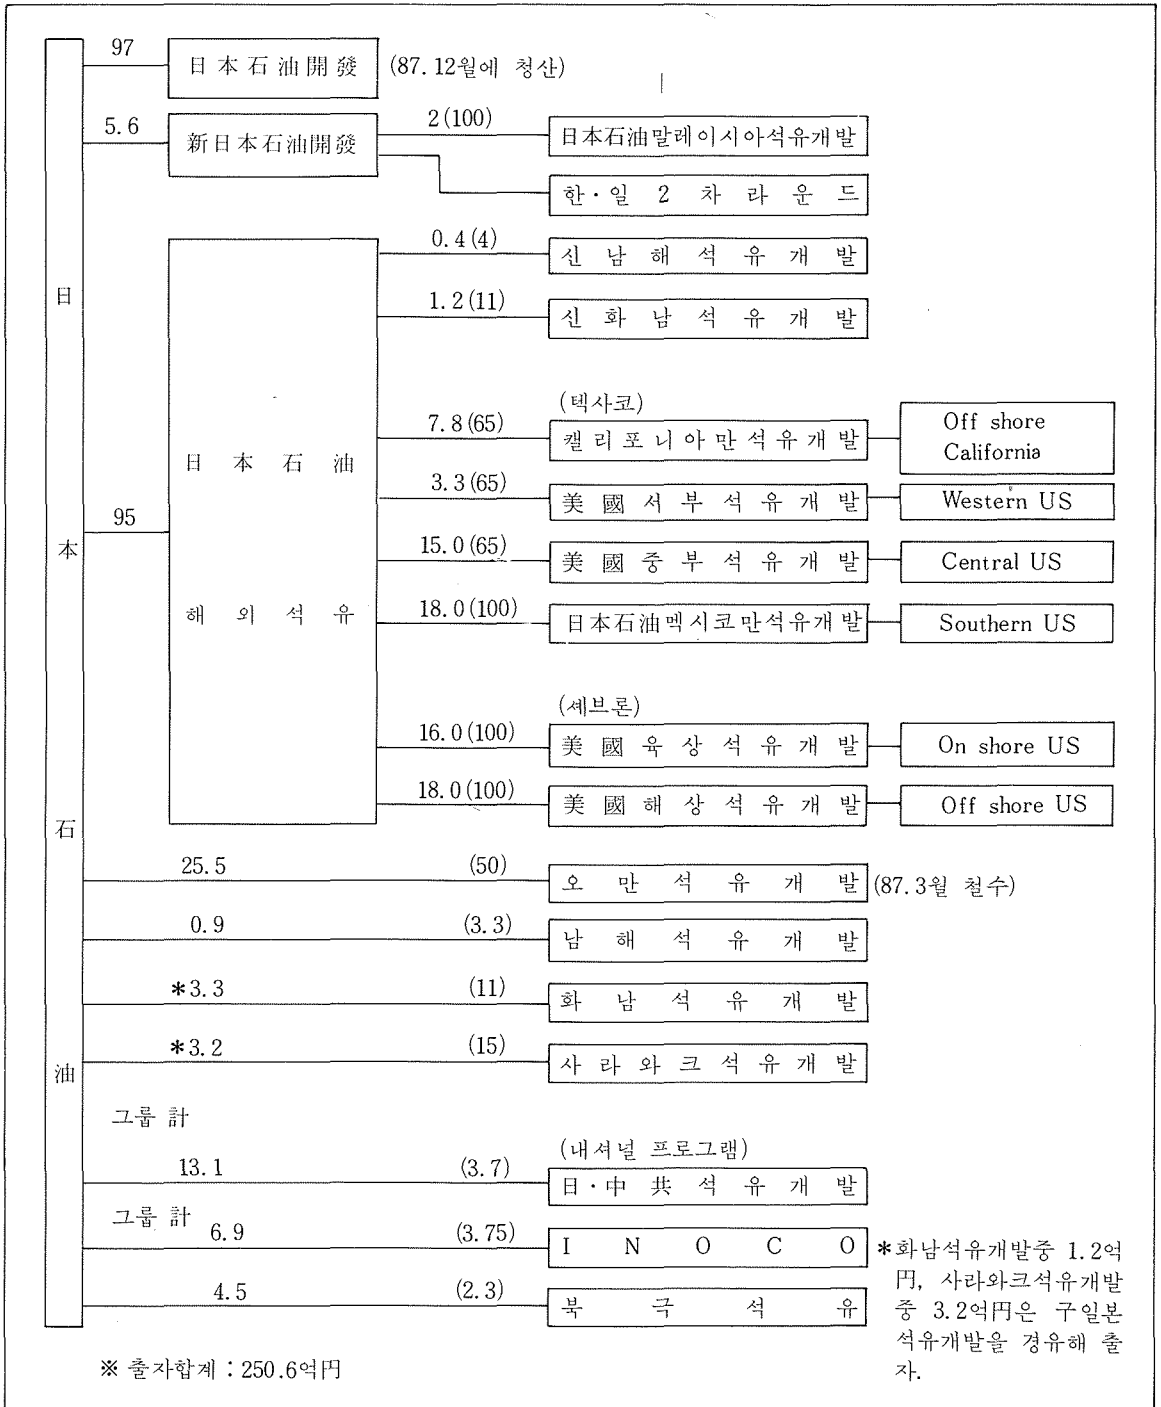 97
日本石油開發
(87.12월에 청산)
5.6
新日本石油開發
2(100)
日本石油말레이시아석유개발
한·일 2 차 라 운 드
0.4(4)
신 남 해 석 유 개 발
1.2(11)
신 화 남 석 유 개 발
日
本
石
油
95
日 本 石 油
해 외 석 유
(텍사코)
7.8(65)
캘리포니아만석유개발
Off shore
California
3.3(65)
美國서부석유개발
Western US
15.0(65)
美國중부석유개발
Central US
18.0(100)
日本石油멕시코만석유개발
Southern US
(셰브론)
16.0(100)
美國육상석유개발
On shore US
18.0(100)
美國해상석유개발
Off shore US
25.5 (50)
오 만 석 유 개 발
(87.3월 철수)
0.9 (3.3)
남 해 석 유 개 발
*3.3 (11)
화 남 석 유 개 발
*3.2 (15)
사라와크석유개발
그룹 計
13.1 (3.7)
(내셔널 프로그램)
日·中共석유개발
그룹 計
6.9 (3.75)
I N O C O
4.5 (2.3)
북 극 석 유
*화남석유개발중 1.2억
円, 사라와크석유개발
중 3.2억円은 구일본
석유개발을 경유해 출
자.
※ 출자합계 : 250.6억円